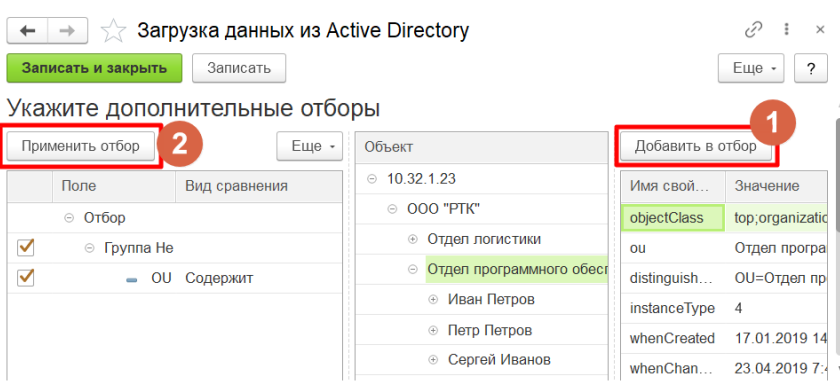 Загрузка данных из Active Directory
Записать и закрыть Записать Еще ?
Укажите дополнительные отборы
1
Применить отбор 2 Еще Объект Добавить в отбор
Поле Вид сравнения 10.32.1.23 Имя свой... Значение
Отбор ООО "РТК" objectClass top;organizatio
Группа Не Отдел логистики ou Отдел програ
OU Содержит Отдел программного обесп distinguish... OU=Отдел пр
Иван Петров instanceType 4
Петр Петров whenCreated 17.01.2019 14
Сергей Иванов whenChan... 23.04.2019 7:4